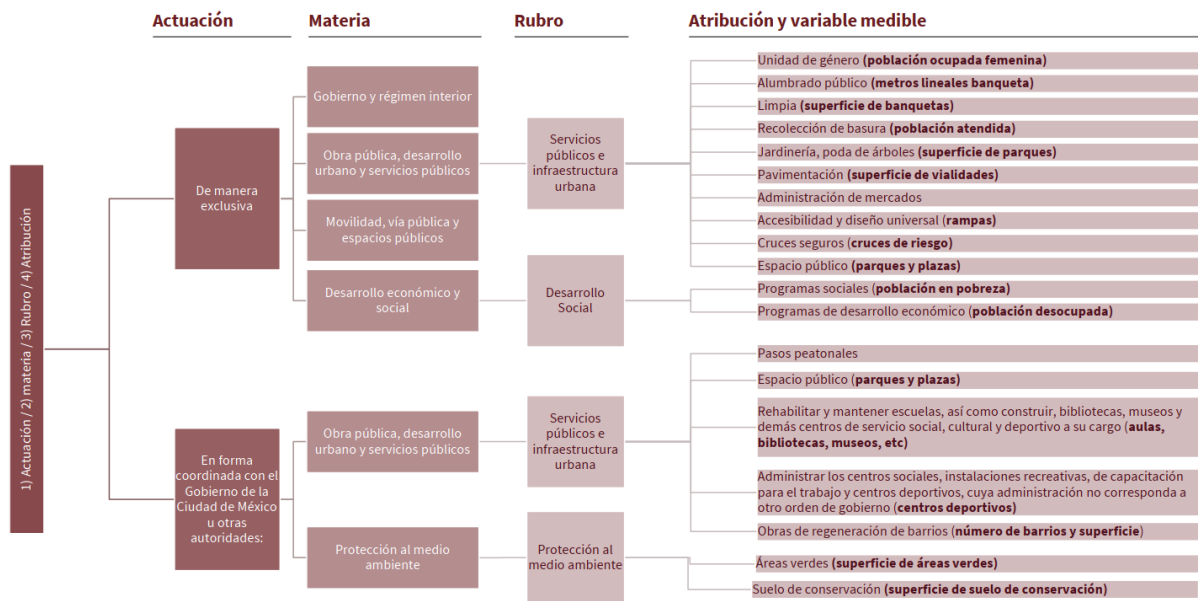 Actuación
Materia
Rubro
Atribución y variable medible
1) Actuación / 2) materia / 3) Rubro / 4) Atribución
De manera
exclusiva
Gobierno y régimen interior
Obra pública, desarrollo
urbano y servicios públicos
Movilidad, vía pública y
espacios públicos
Desarrollo económico y
social
Servicios
públicos e
infraestructura
urbana
Desarrollo
Social
Unidad de género (población ocupada femenina)
Alumbrado público (metros lineales banqueta)
Limpia (superficie de banquetas)
Recolección de basura (población atendida)
Jardinería, poda de árboles (superficie de parques)
Pavimentación (superficie de vialidades)
Administración de mercados
Accesibilidad y diseño universal (rampas)
Cruces seguros (cruces de riesgo)
Espacio público (parques y plazas)
Programas sociales (población en pobreza)
Programas de desarrollo económico (población desocupada)
En forma
coordinada con el
Gobierno de la
Ciudad de México
u otras
autoridades:
Obra pública, desarrollo
urbano y servicios públicos
Protección al medio
ambiente
Servicios
públicos e
infraestructura
urbana
Protección al
medio ambiente
Pasos peatonales
Espacio público (parques y plazas)
Rehabilitar y mantener escuelas, así como construir, bibliotecas, museos y
demás centros de servicio social, cultural y deportivo a su cargo (aulas,
bibliotecas, museos, etc)
Administrar los centros sociales, instalaciones recreativas, de capacitación
para el trabajo y centros deportivos, cuya administración no corresponda a
otro orden de gobierno (centros deportivos)
Obras de regeneración de barrios (número de barrios y superficie)
Áreas verdes (superficie de áreas verdes)
Suelo de conservación (superficie de suelo de conservación)